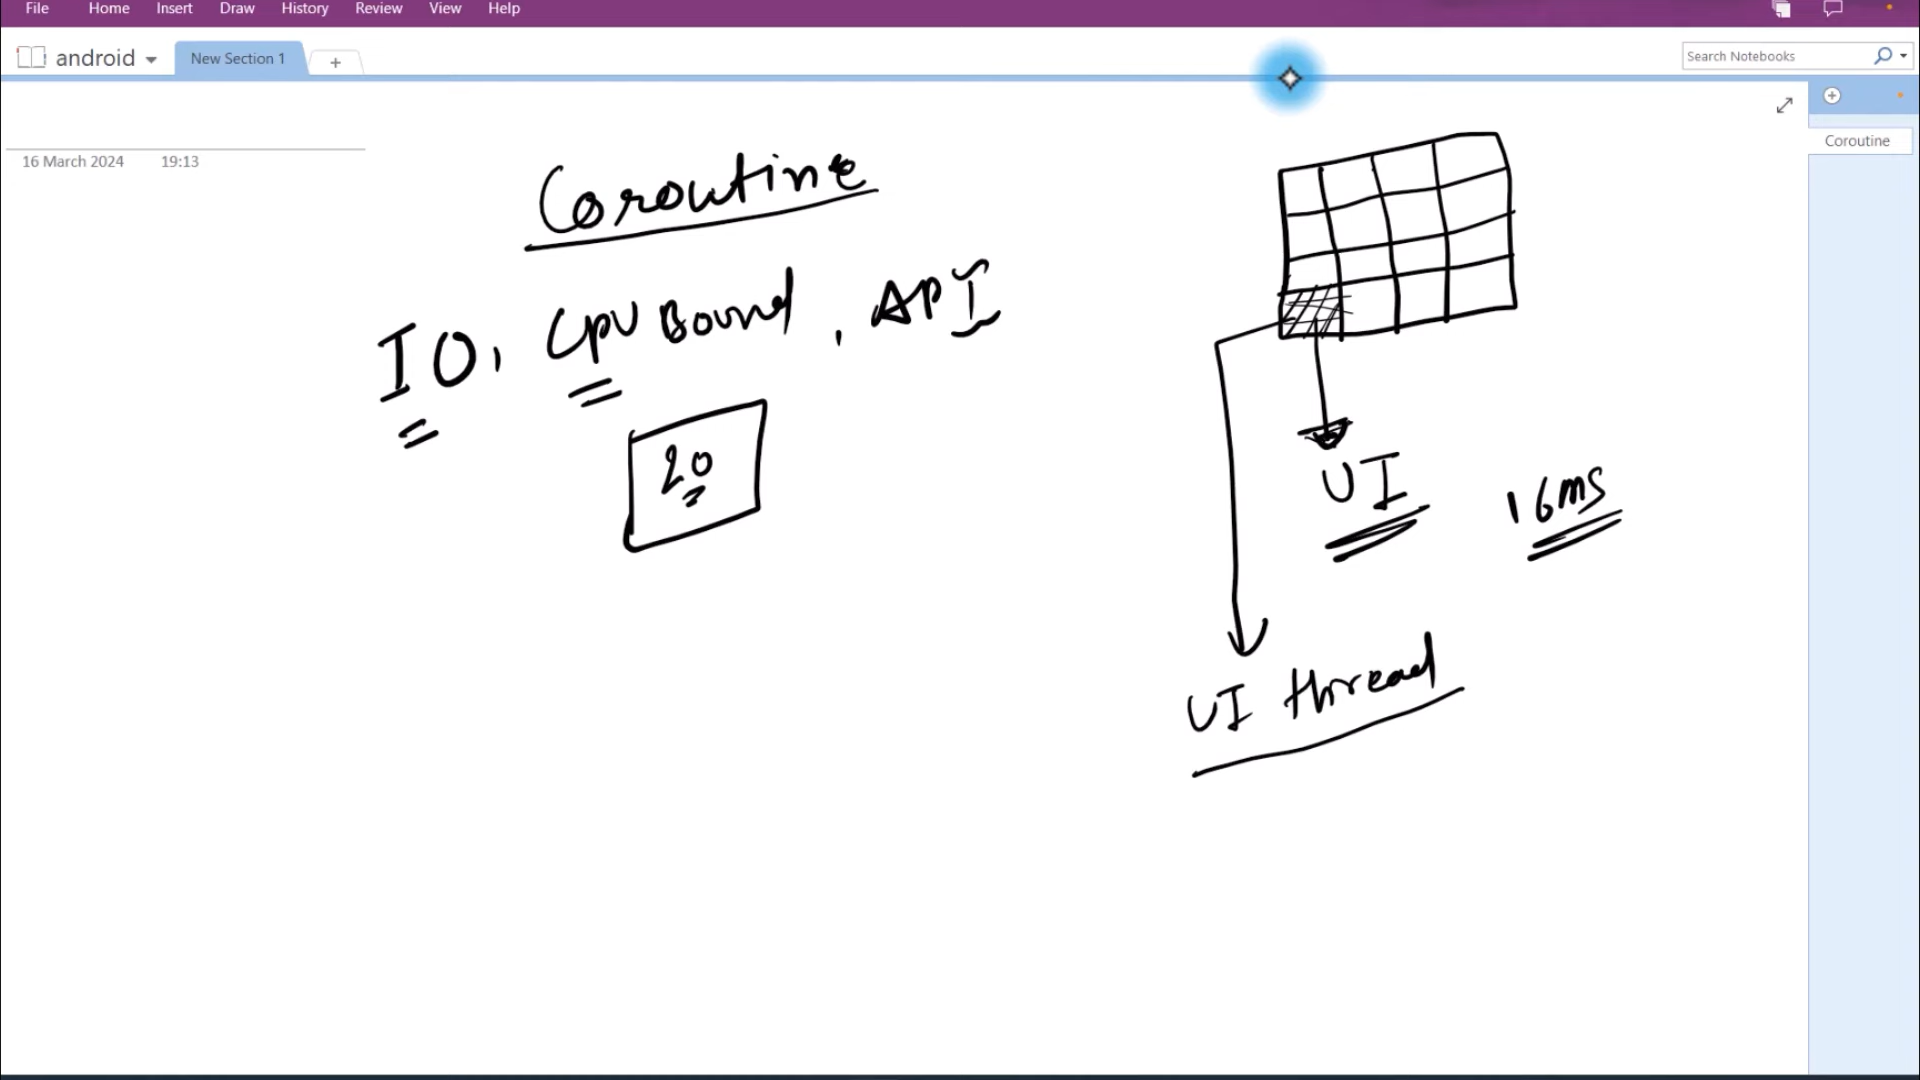 File Home Insert Draw History Review View Help
android New Section 1 +
Search Notebooks
Coroutine
16 March 2024 19:13
Coroutine
IO, CPU Bound, API
20
UI
16ms
UI thread